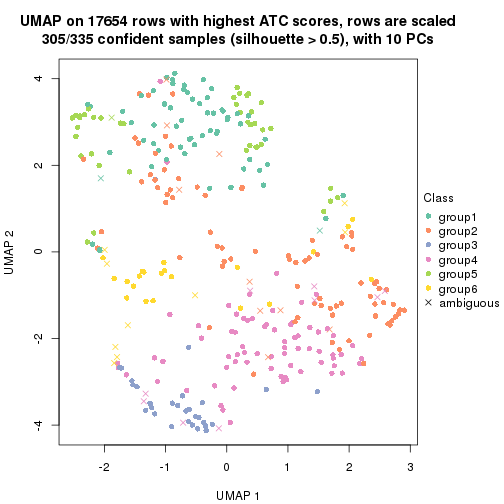 UMAP on 17654 rows with highest ATC scores, rows are scaled
305/335 confident samples (silhouette > 0.5), with 10 PCs
4
2
0
-2
-4
UMAP 2
-2
-1
0
1
2
3
UMAP 1
Class
group1
group2
group3
group4
group5
group6
ambiguous